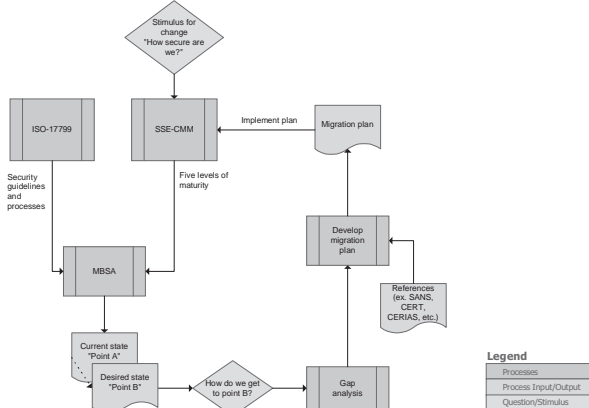 Stimulus for
change
"How secure are
we?"
ISO-17799
SSE-CMM
Implement plan
Migration plan
Security
guidelines
and
processes
Five levels of
maturity
Develop
migration
plan
MBSA
References
(ex. SANS,
CERT,
CERIAS, etc.)
Current state
"Point A"
Desired state
"Point B"
How do we get
to point B?
Gap
analysis
Legend
Processes
Process Input/Output
Question/Stimulus